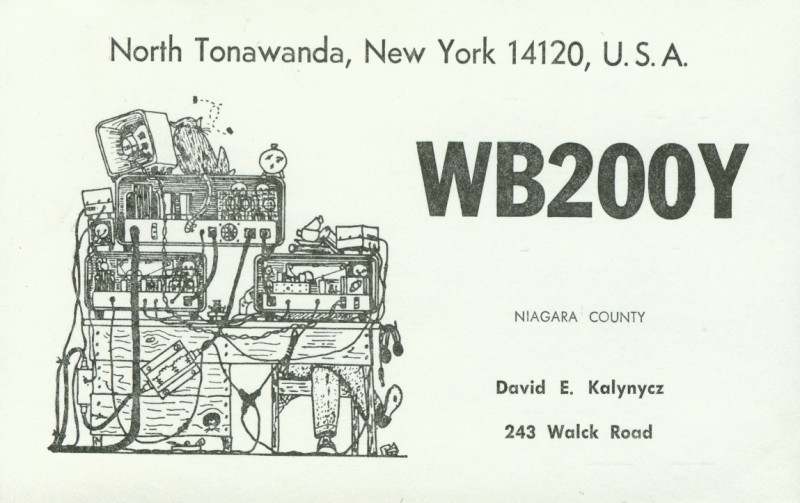 North Tonawanda, New York 14120, U.S.A.
WB2OOY
NIAGARA COUNTY
David E. Kalynycz
243 Walck Road